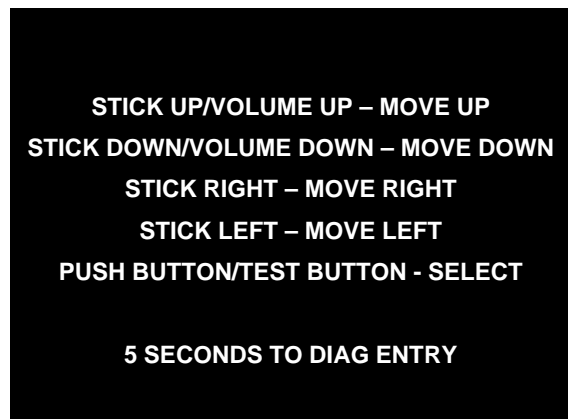 STICK UP/VOLUME UP – MOVE UP
STICK DOWN/VOLUME DOWN – MOVE DOWN
STICK RIGHT – MOVE RIGHT
STICK LEFT – MOVE LEFT
PUSH BUTTON/TEST BUTTON - SELECT
5 SECONDS TO DIAG ENTRY